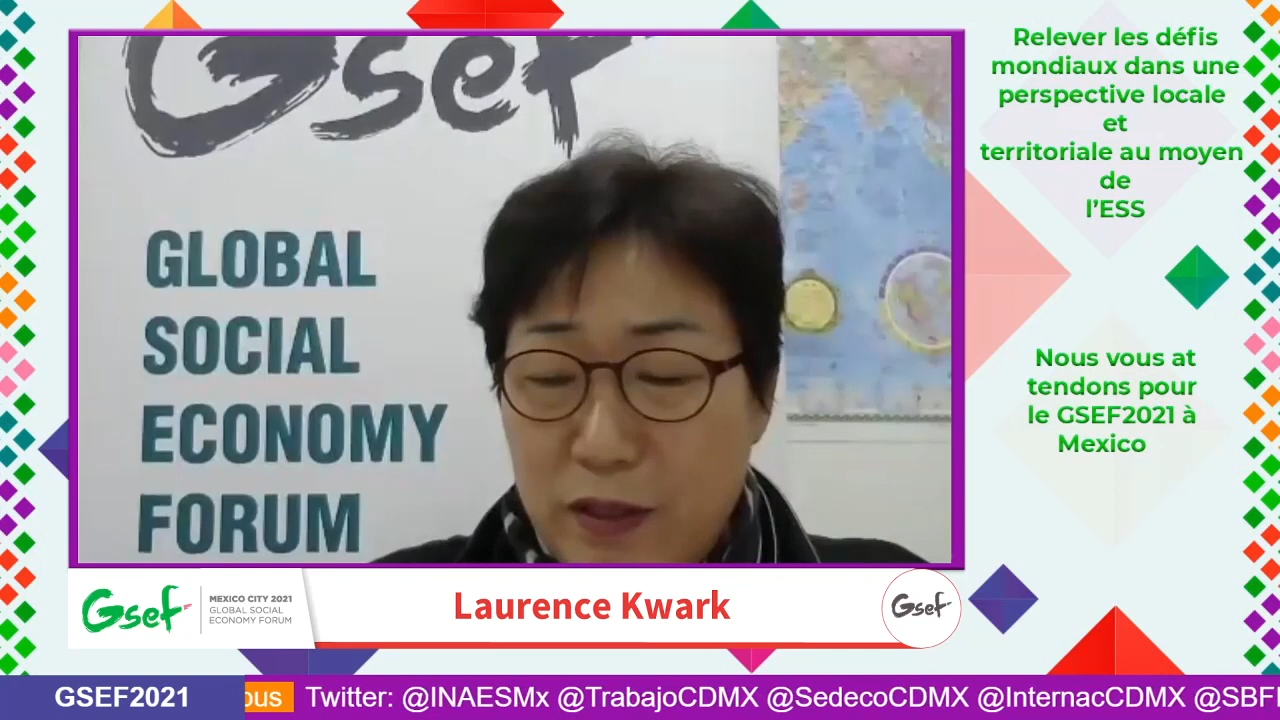 Gsef
GLOBAL
SOCIAL
ECONOMY
FORUM
Relever les défis
mondiaux dans une
perspective locale
et
territoriale au moyen
de
l’ESS
Nous vous at
tendons pour
le GSEF2021 à
Mexico
Gsef
MEXICO CITY 2021
GLOBAL SOCIAL
ECONOMY FORUM
Laurence Kwark
Gsef
GSEF2021
ous Twitter: @INAESMx @TrabajoCDMX @SedecoCDMX @InternacCDMX @SBFI